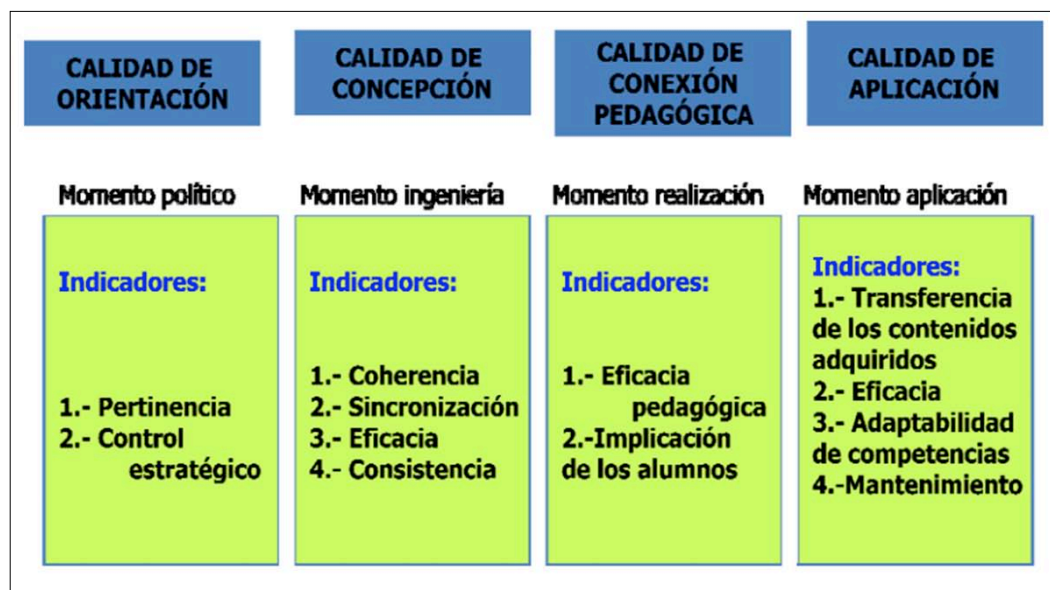 CALIDAD DE
ORIENTACIÓN
CALIDAD DE
CONCEPCIÓN
CALIDAD DE
CONEXIÓN
PEDAGÓGICA
CALIDAD DE
APLICACIÓN
Momento político
Indicadores:
1.- Pertinencia
2.- Control
estratégico
Momento ingeniería
Indicadores:
1.- Coherencia
2.- Sincronización
3.- Eficacia
4.- Consistencia
Momento realización
Indicadores:
1.- Eficacia
pedagógica
2.-Implicación
de los alumnos
Momento aplicación
Indicadores:
1.- Transferencia
de los contenidos
adquiridos
2.- Eficacia
3.- Adaptabilidad
de competencias
4.-Mantenimiento